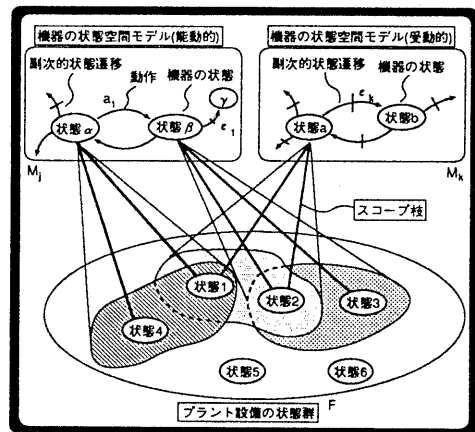 機器の状態空間モデル(能動的)
機器の状態空間モデル(受動的)
副次的状態遷移
動作
機器の状態
副次的状態遷移
機器の状態
a1
γ
ek
状態α
状態β
e1
状態a
状態b
Mj
Mk
スコープ枝
状態1
状態2
状態3
状態4
状態5
状態6
プラント設備の状態群
F